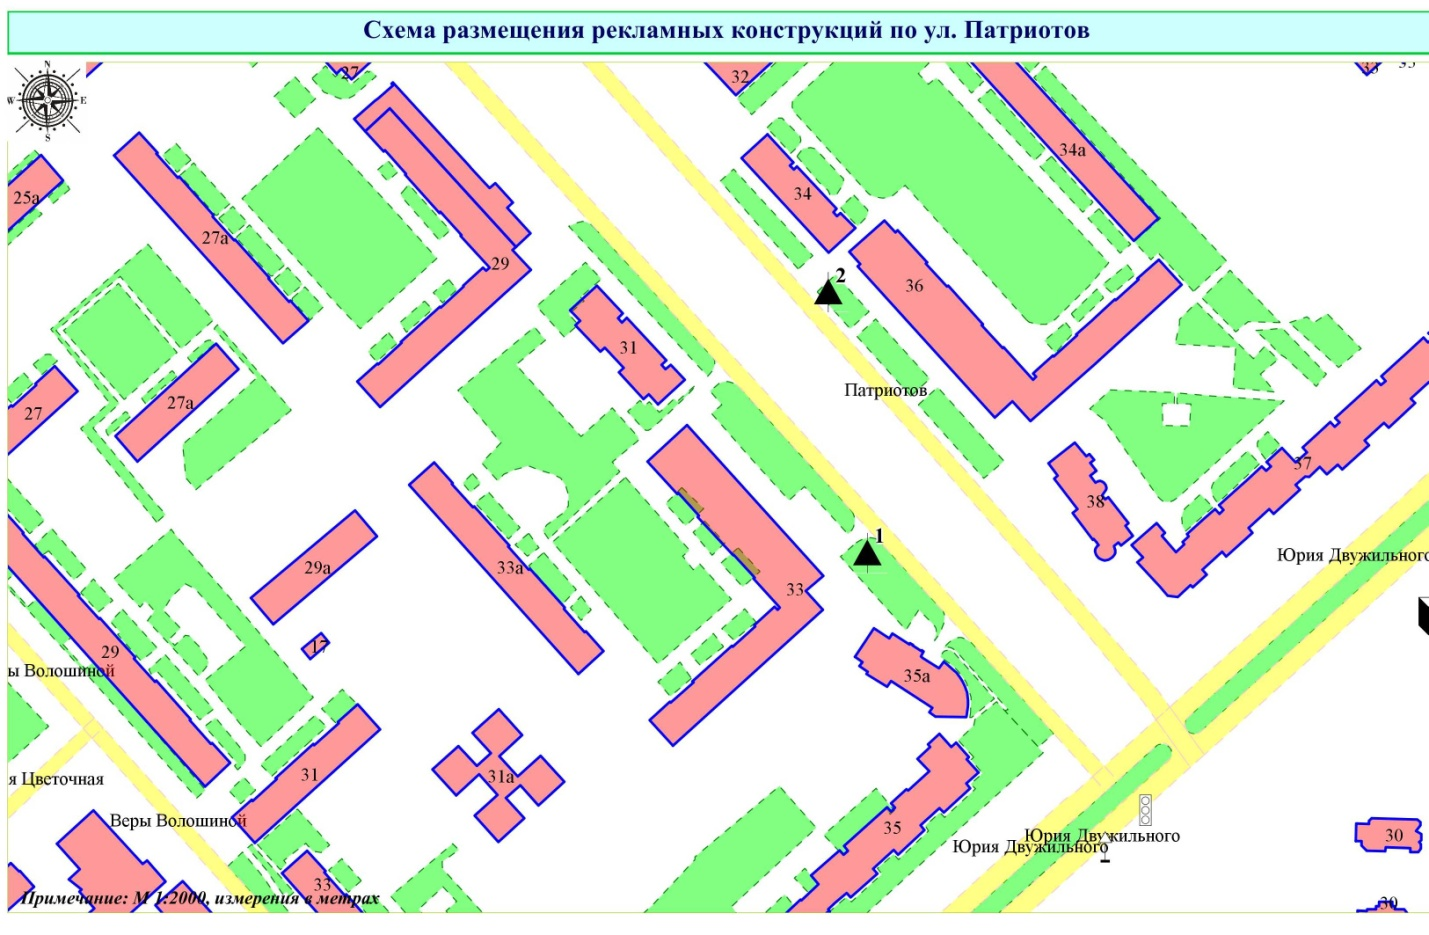 Схема размещения рекламных конструкций по ул. Патриотов
N
W E
S
27
32
33
34а
25а
34
27а
29
2
36
31
Патриотов
27
27а
37
38
1
Юрия Двужильного
29а
33а
33
17
29
ы Волошиной
35а
31
31а
я Цветочная
Веры Волошиной
35
Юрия Двужильного
Юрия Двужильного
30
33
Примечание: М 1:2000, измерения в метрах
30